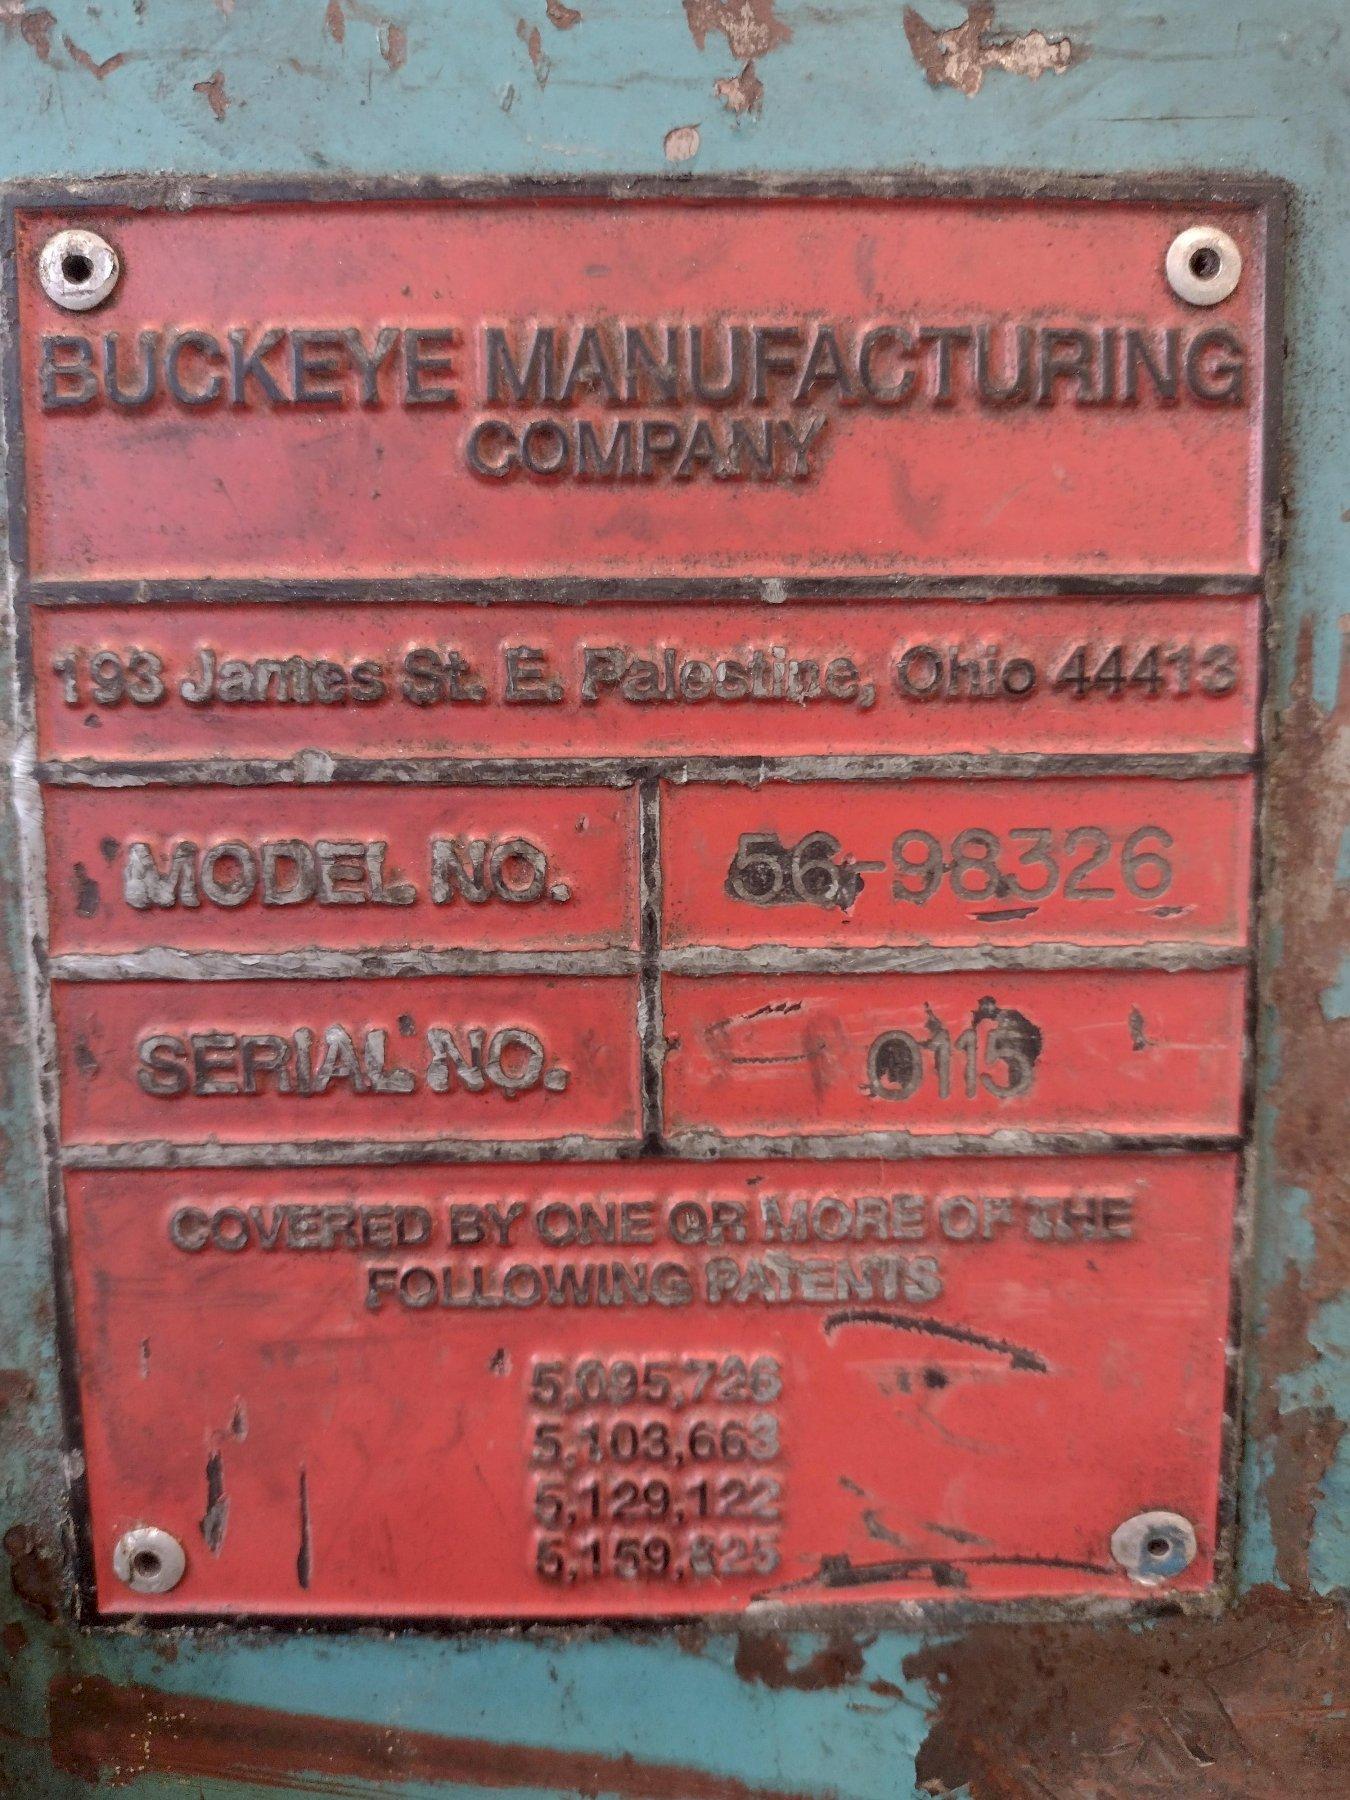 BUCKEYE MANUFACTURING
COMPANY
193 James St. E. Palestine, Ohio 44413
MODEL NO. 56-98326
SERIAL NO. 0115
COVERED BY ONE OR MORE OF THE
FOLLOWING PATENTS
5,095,726
5,103,663
5,129,122
5,159,825